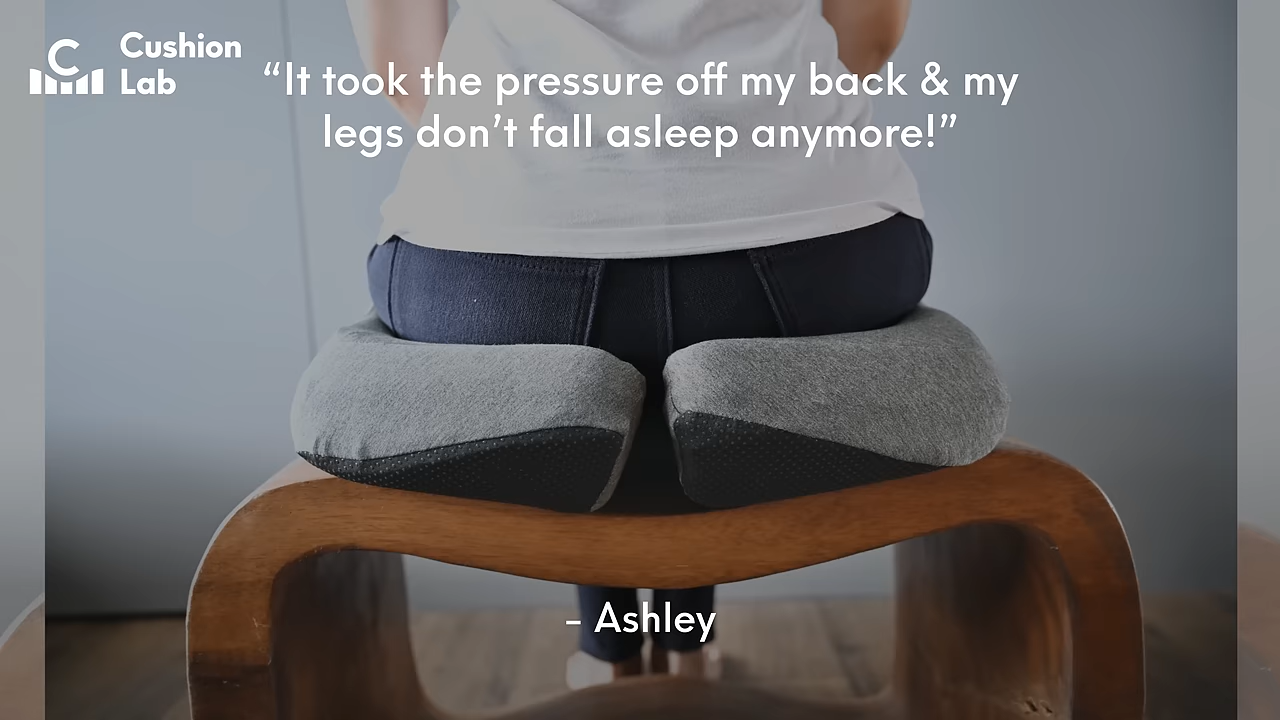 Cushion
Lab
“It took the pressure off my back & my
legs don’t fall asleep anymore!”
- Ashley